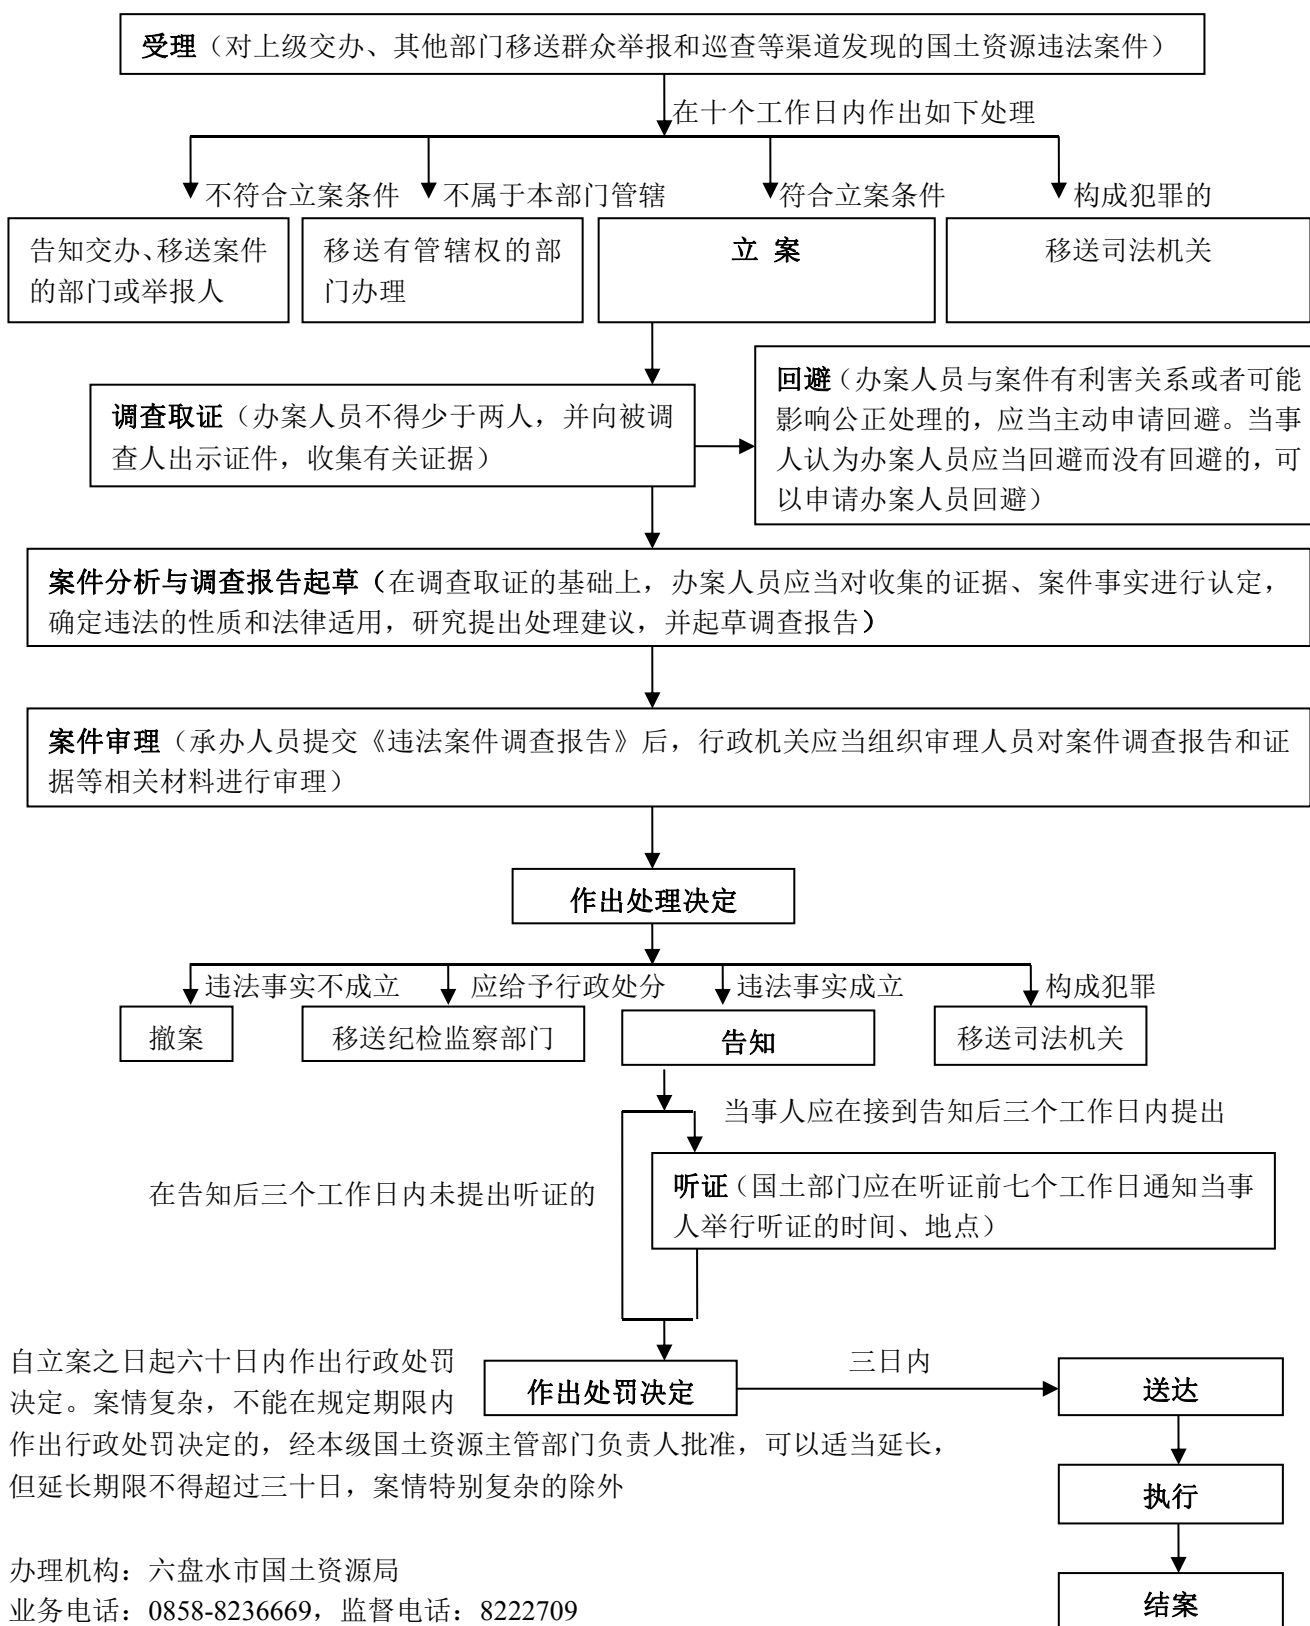 受理（对上级交办、其他部门移送群众举报和巡查等渠道发现的国土资源违法案件）
在十个工作日内作出如下处理
不符合立案条件
不属于本部门管辖
符合立案条件
构成犯罪的
告知交办、移送案件
的部门或举报人
移送有管辖权的部
门办理
立 案
移送司法机关
调查取证（办案人员不得少于两人，并向被调
查人出示证件，收集有关证据）
回避（办案人员与案件有利害关系或者可能
影响公正处理的，应当主动申请回避。当事
人认为办案人员应当回避而没有回避的，可
以申请办案人员回避）
案件分析与调查报告起草（在调查取证的基础上，办案人员应当对收集的证据、案件事实进行认定，
确定违法的性质和法律适用，研究提出处理建议，并起草调查报告）
案件审理（承办人员提交《违法案件调查报告》后，行政机关应当组织审理人员对案件调查报告和证
据等相关材料进行审理）
作出处理决定
违法事实不成立
应给予行政处分
违法事实成立
构成犯罪
撤案
移送纪检监察部门
告知
移送司法机关
当事人应在接到告知后三个工作日内提出
在告知后三个工作日内未提出听证的
听证（国土部门应在听证前七个工作日通知当事
人举行听证的时间、地点）
自立案之日起六十日内作出行政处罚
决定。案情复杂，不能在规定期限内
作出行政处罚决定的，经本级国土资源主管部门负责人批准，可以适当延长，
但延长期限不得超过三十日，案情特别复杂的除外
作出处罚决定
三日内
送达
执行
结案
办理机构：六盘水市国土资源局
业务电话：0858-8236669，监督电话：8222709